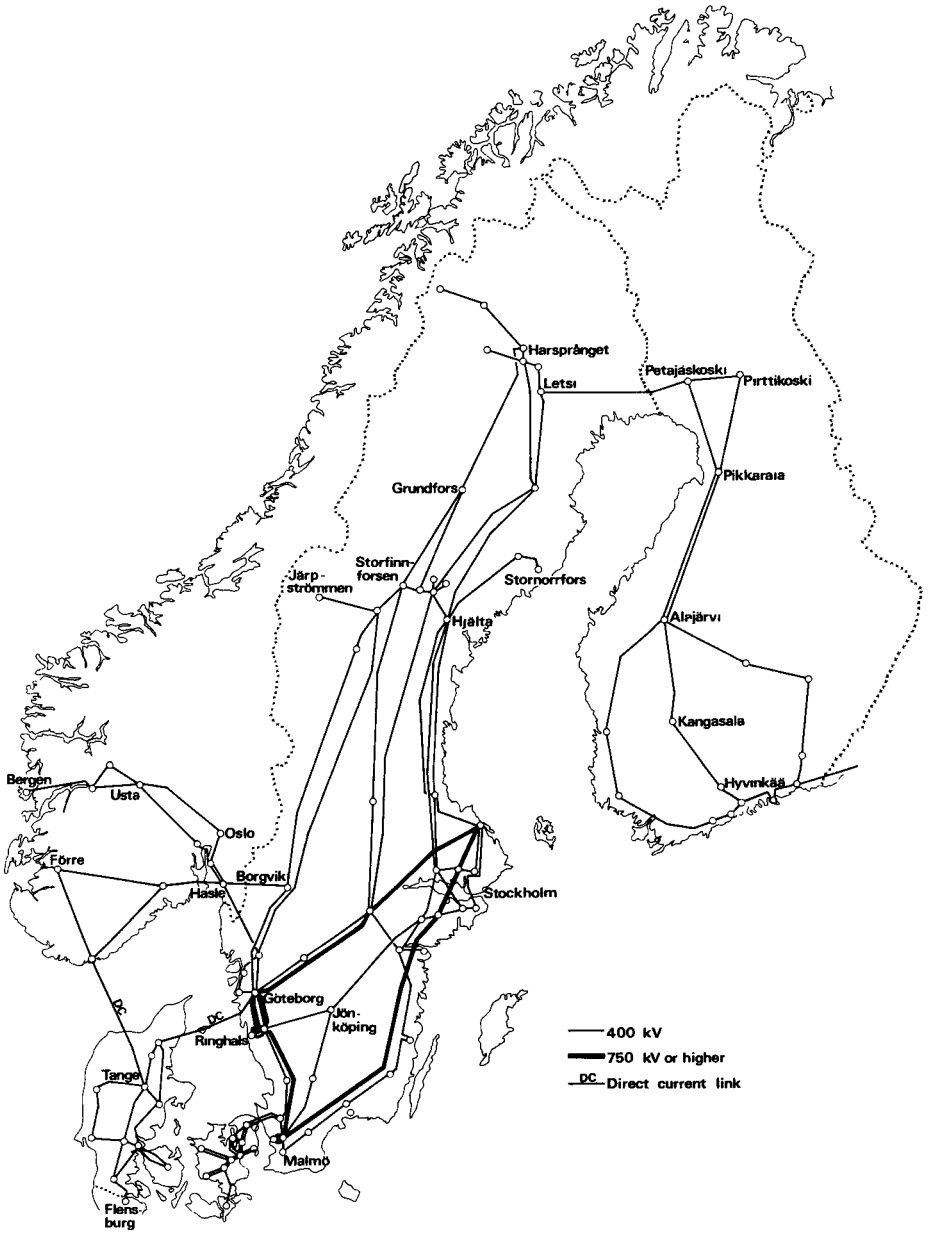 Harsprånget
Letsi
Petajaskoski
Pirttikoski
Grundfors
Pikkaraia
Storfinn-
forsen
Järp-
strömmen
Stornorrfors
Hjälta
Alajärvi
Kangasala
Bergen
Usta
Hyvinkää
Oslo
Förre
Borgvik
Hasle
Stockholm
DC
Göteborg
Jön-
köping
DC
Ringhals
400 kV
750 kV or higher
DC Direct current link
Tange
Malmö
Flens-
burg